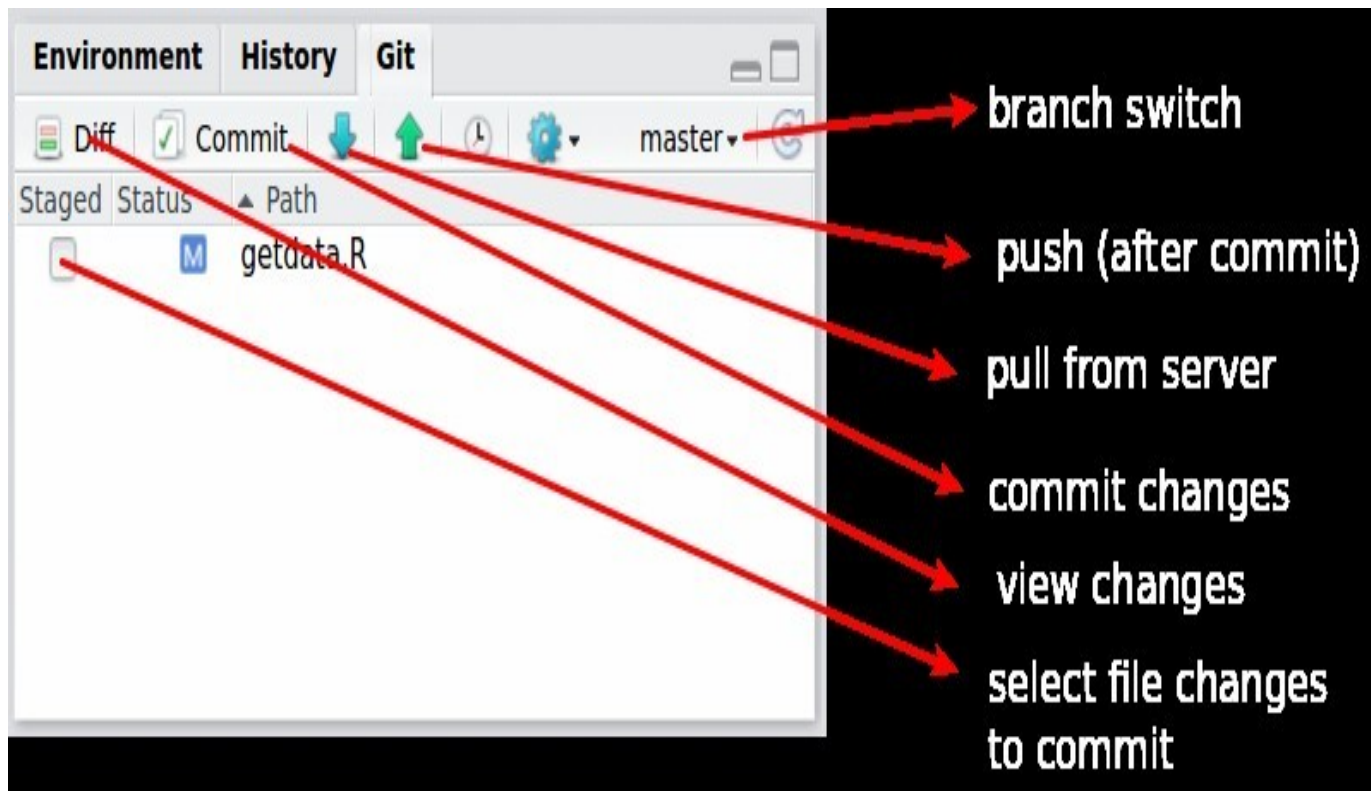 Environment History Git
Diff Commit master
branch switch
Staged Status Path
M getdata.R
push (after commit)
pull from server
commit changes
view changes
select file changes
to commit